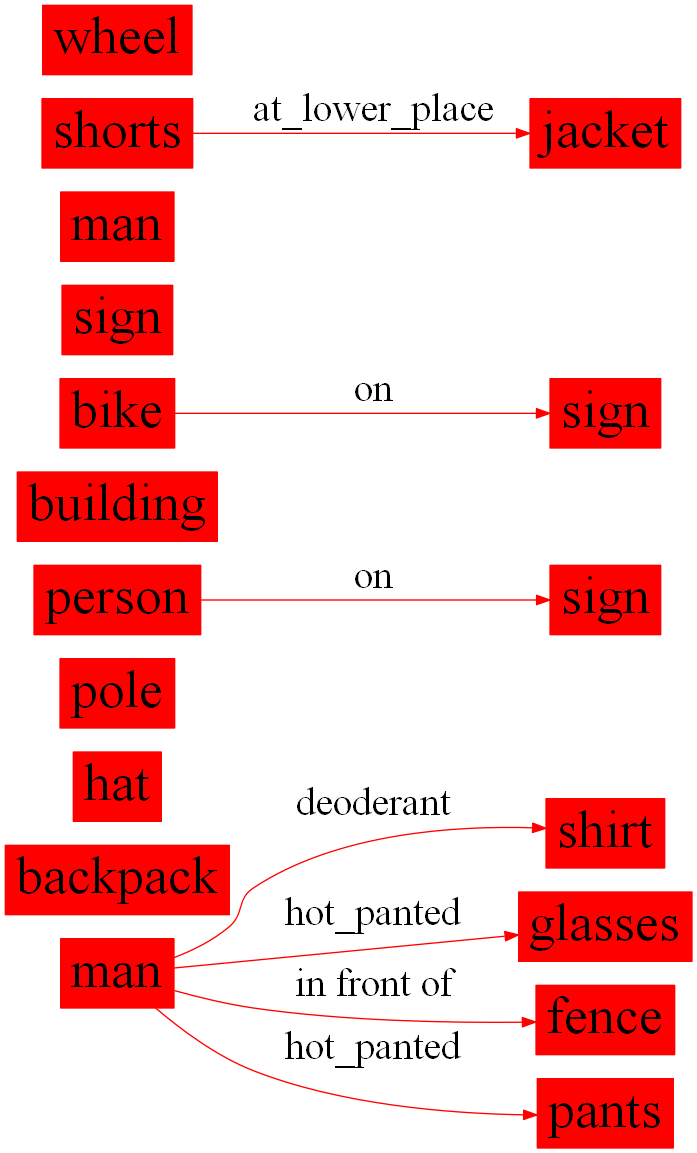 wheel
shorts at_lower_place jacket
man
sign
bike on sign
building
person on sign
pole
hat
deoderant shirt
backpack
hot_panted glasses
man
in front of fence
hot_panted pants